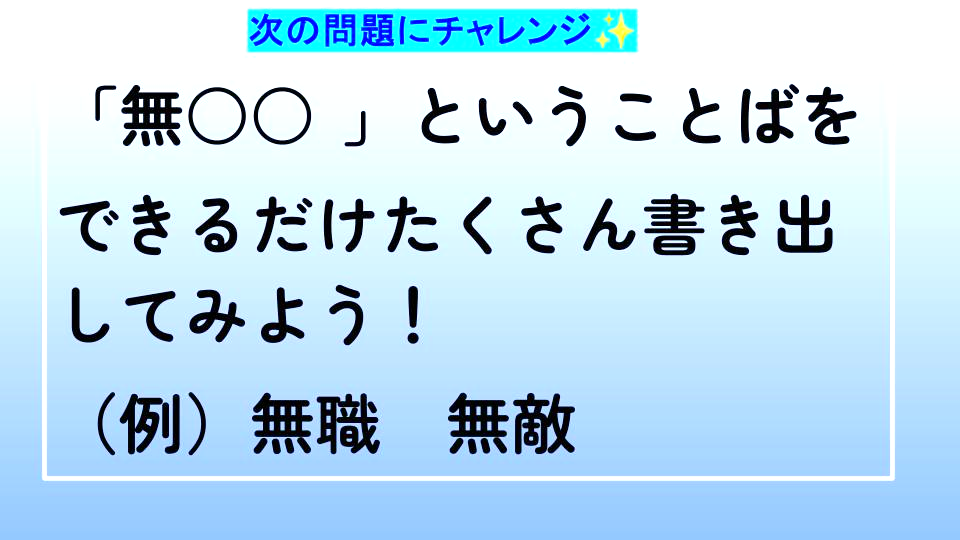 次の問題にチャレンジ✨
「無〇〇 」ということばを
できるだけたくさん書き出
してみよう！
（例）無職　無敵